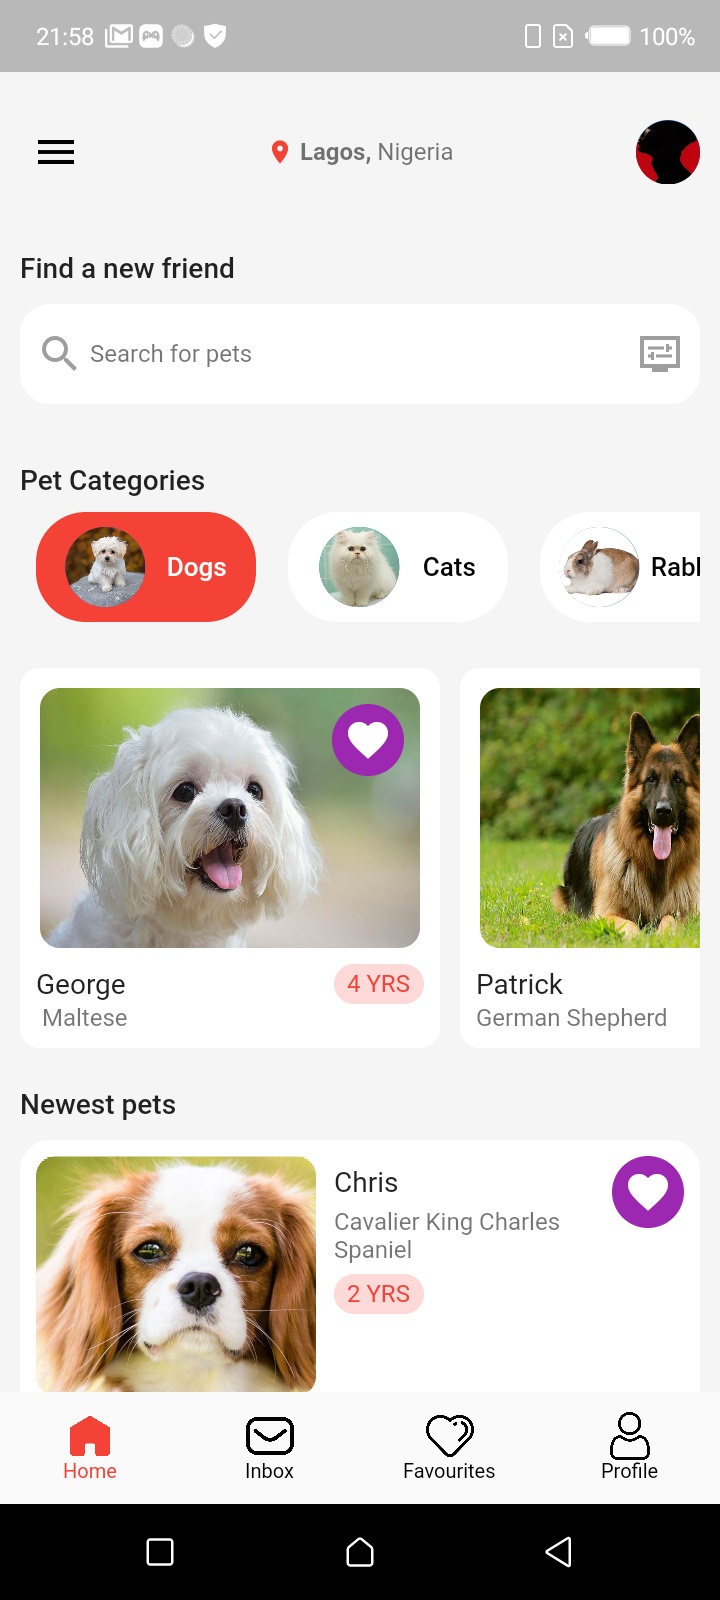 21:58
100%
Lagos, Nigeria
Find a new friend
Search for pets
Pet Categories
Dogs
Cats
Rabl
George
4 YRS
Maltese
Patrick
German Shepherd
Newest pets
Chris
Cavalier King Charles
Spaniel
2 YRS
Home
Inbox
Favourites
Profile